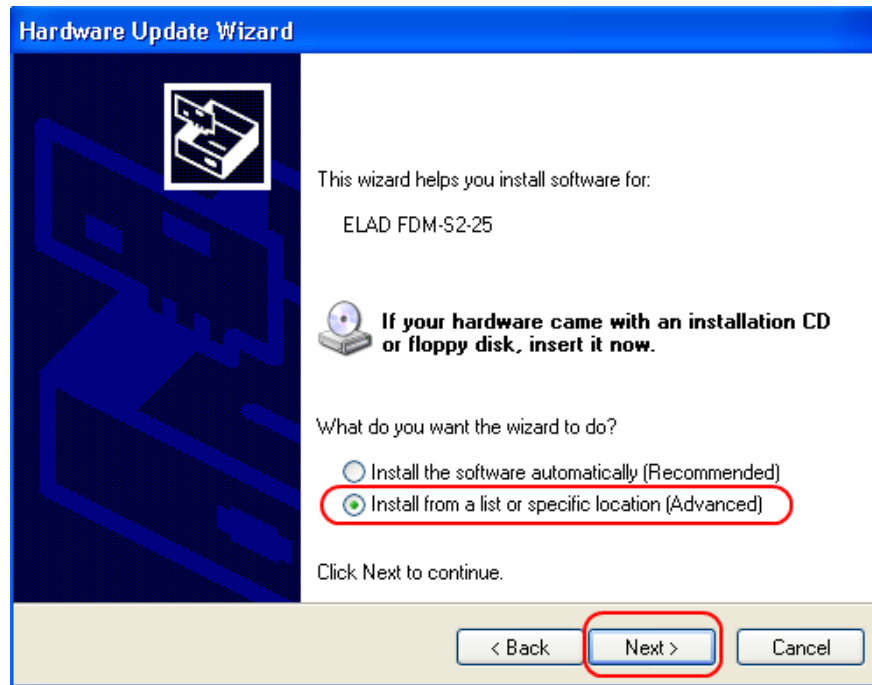 Hardware Update Wizard
This wizard helps you install software for:
ELAD FDM-S2-25
If your hardware came with an installation CD
or floppy disk, insert it now.
What do you want the wizard to do?
Install the software automatically (Recommended)
Install from a list or specific location (Advanced)
Click Next to continue.
< Back
Next >
Cancel